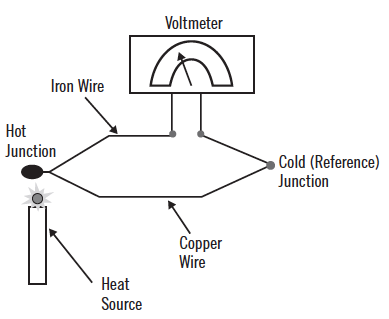 Voltmeter
Iron Wire
Hot
Junction
Cold (Reference)
Junction
Copper
Wire
Heat
Source